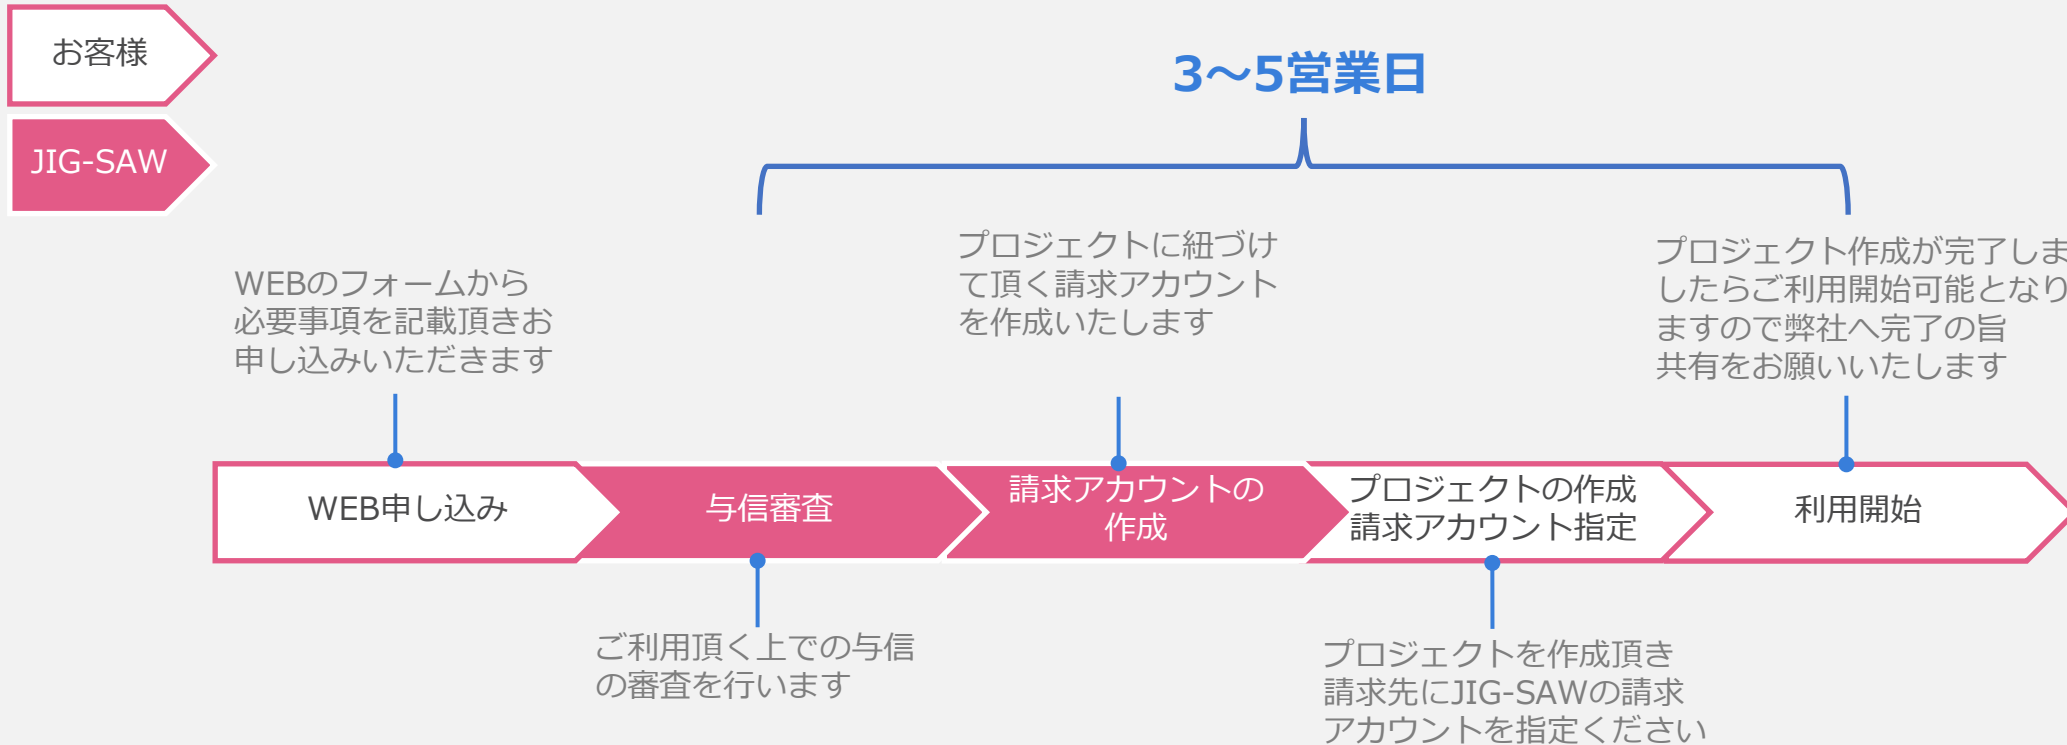 お客様
JIG-SAW
3～5営業日
WEBのフォームから
必要事項を記載頂きお
申し込みいただきます
プロジェクトに紐づけ
て頂く請求アカウント
を作成いたします
プロジェクト作成が完了しま
したらご利用開始可能となり
ますので弊社へ完了の旨
共有をお願いいたします
WEB申し込み
与信審査
請求アカウントの
作成
プロジェクトの作成
請求アカウント指定
利用開始
ご利用頂く上での与信
の審査を行います
プロジェクトを作成頂き
請求先にJIG-SAWの請求
アカウントを指定ください